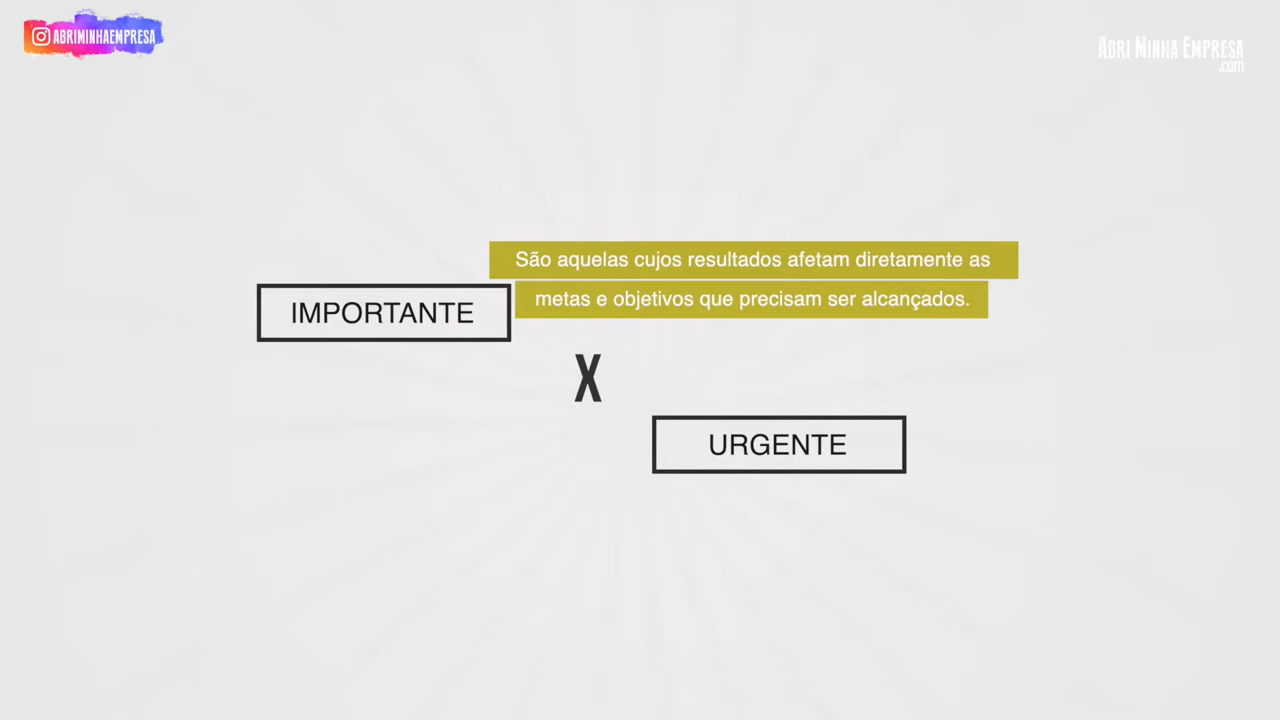 ABRIMINHAEMPRESA
ABRI MINHA EMPRESA
.com
São aquelas cujos resultados afetam diretamente as
metas e objetivos que precisam ser alcançados.
IMPORTANTE
X
URGENTE